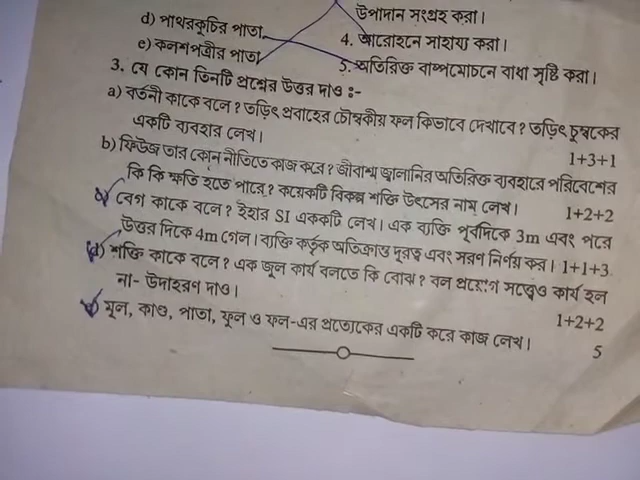 উপাদান সংগ্রহ করা।
d) পাথরকুচির পাতা
4. আরোহনে সাহায্য করা।
e) কলশপত্রীর পাতা
5. অতিরিক্ত বাষ্পমোচনে বাধা সৃষ্টি করা।
3. যে কোন তিনটি প্রশ্নের উত্তর দাও :-
a) বর্তনী কাকে বলে ? তড়িৎ প্রবাহের চৌম্বকীয় ফল কিভাবে দেখাবে ? তড়িৎ চুম্বকের
একটি ব্যবহার লেখ।
1+3+1
b) ফিউজ তার কোন নীতিতে কাজ করে ? জীবাশ্ম জ্বালানির অতিরিক্ত ব্যবহারে পরিবেশের
কি কি ক্ষতি হতে পারে ? কয়েকটি বিকল্প শক্তি উৎসের নাম লেখ।
1+2+2
বেগ কাকে বলে ? ইহার SI এককটি লেখ। এক ব্যক্তি পূর্বদিকে 3m এবং পরে
উত্তর দিকে 4m গেল। ব্যক্তি কর্তৃক অতিক্রান্ত দূরত্ব এবং সরণ নির্ণয় কর। 1+1+3
d) শক্তি কাকে বলে ? এক জুল কার্য বলতে কি বোঝ ? বল প্রয়োগ সত্ত্বেও কার্য হল
না- উদাহরণ দাও।
1+2+2
e) মূল, কাণ্ড, পাতা, ফুল ও ফল-এর প্রত্যেকের একটি করে কাজ লেখ।
5